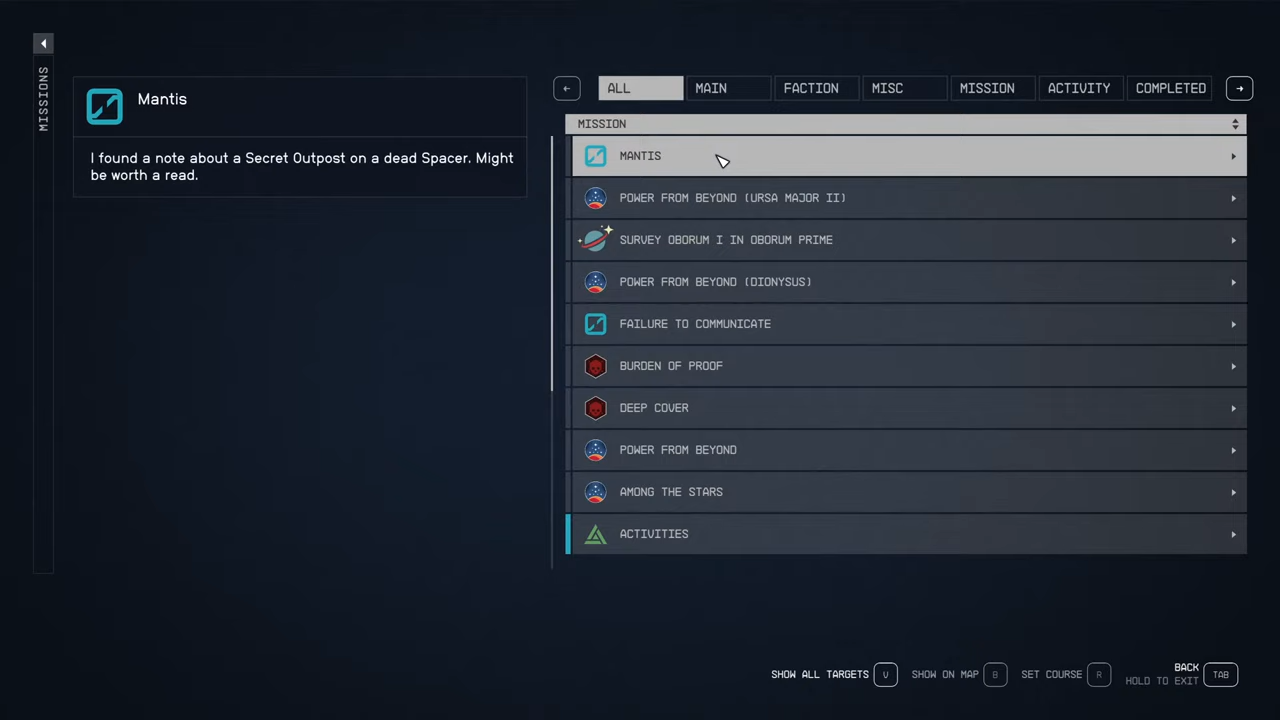 MISSIONS
Mantis
I found a note about a Secret Outpost on a dead Spacer. Might
be worth a read.
ALL MAIN FACTION MISC MISSION ACTIVITY COMPLETED
MISSION
MANTIS
POWER FROM BEYOND (URSA MAJOR II)
SURVEY OBORUM I IN OBORUM PRIME
POWER FROM BEYOND (DIONYSUS)
FAILURE TO COMMUNICATE
BURDEN OF PROOF
DEEP COVER
POWER FROM BEYOND
AMONG THE STARS
ACTIVITIES
SHOW ALL TARGETS V SHOW ON MAP B SET COURSE R BACK TAB
HOLD TO EXIT